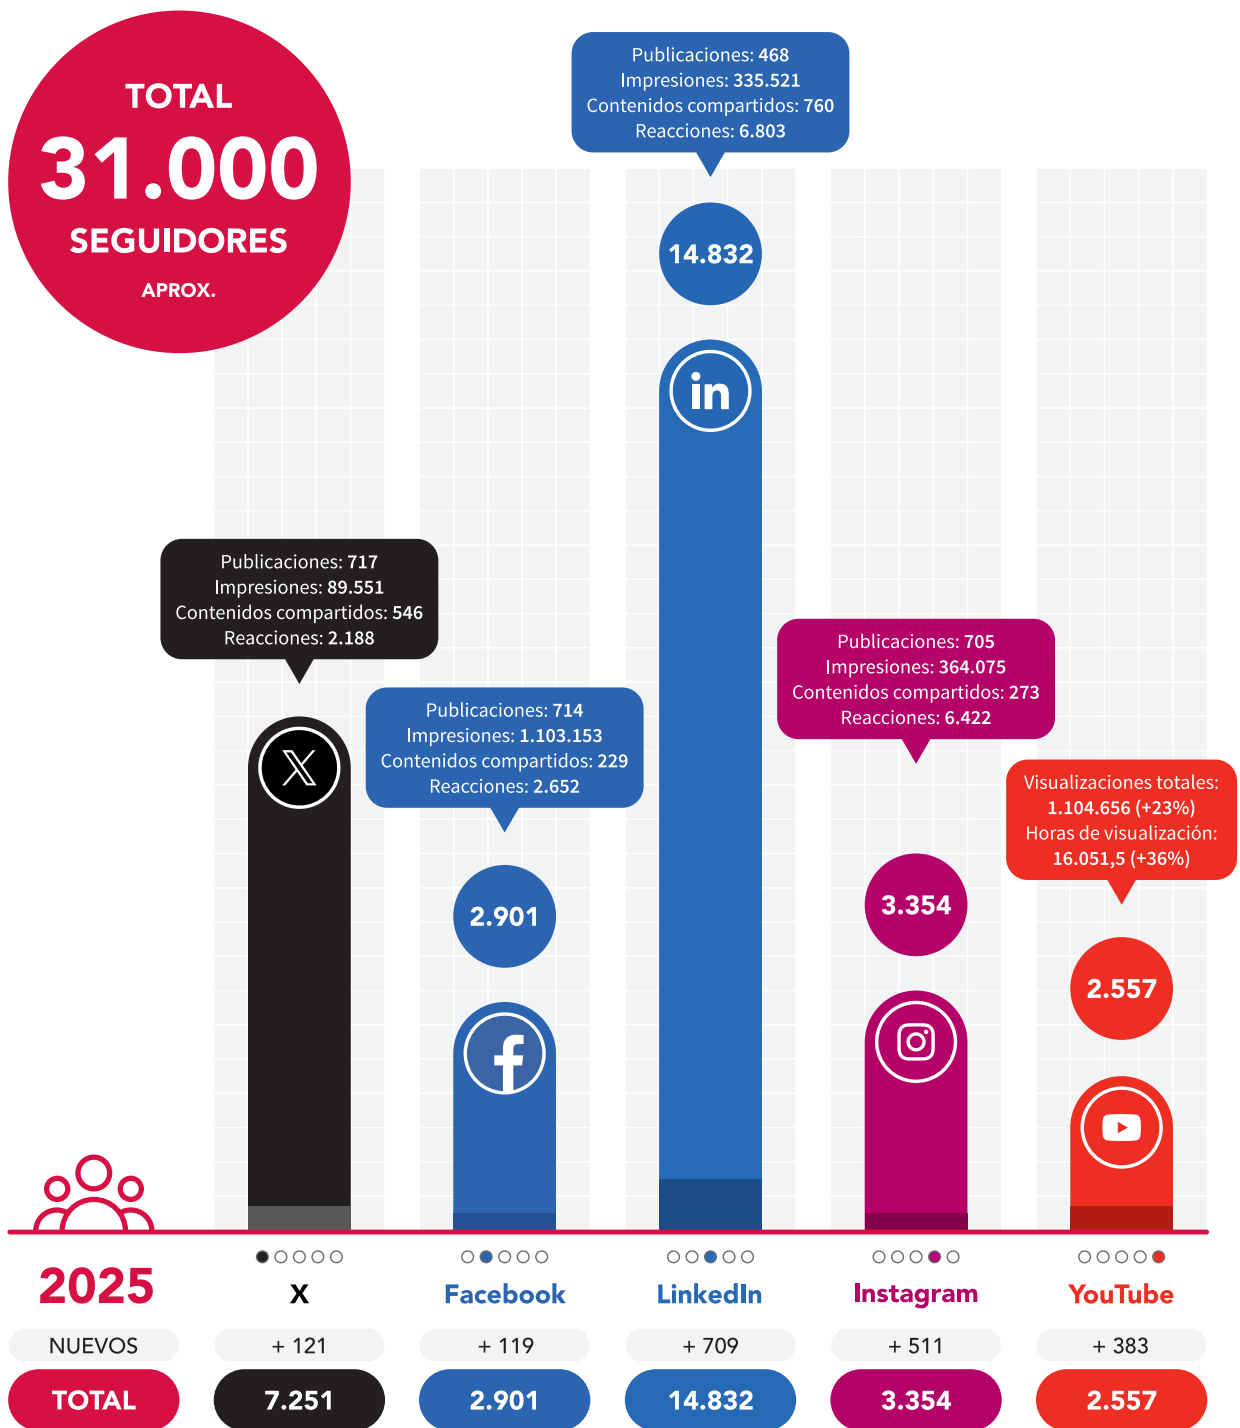 TOTAL
31.000
SEGUIDORES
APROX.
Publicaciones: 468
Impresiones: 335.521
Contenidos compartidos: 760
Reacciones: 6.803
14.832
in
Publicaciones: 717
Impresiones: 89.551
Contenidos compartidos: 546
Reacciones: 2.188
X
Publicaciones: 714
Impresiones: 1.103.153
Contenidos compartidos: 229
Reacciones: 2.652
2.901
f
Publicaciones: 705
Impresiones: 364.075
Contenidos compartidos: 273
Reacciones: 6.422
3.354
Visualizaciones totales:
1.104.656 (+23%)
Horas de visualización:
16.051,5 (+36%)
2.557
2025
X
Facebook
LinkedIn
Instagram
YouTube
NUEVOS
+ 121
+ 119
+ 709
+ 511
+ 383
TOTAL
7.251
2.901
14.832
3.354
2.557